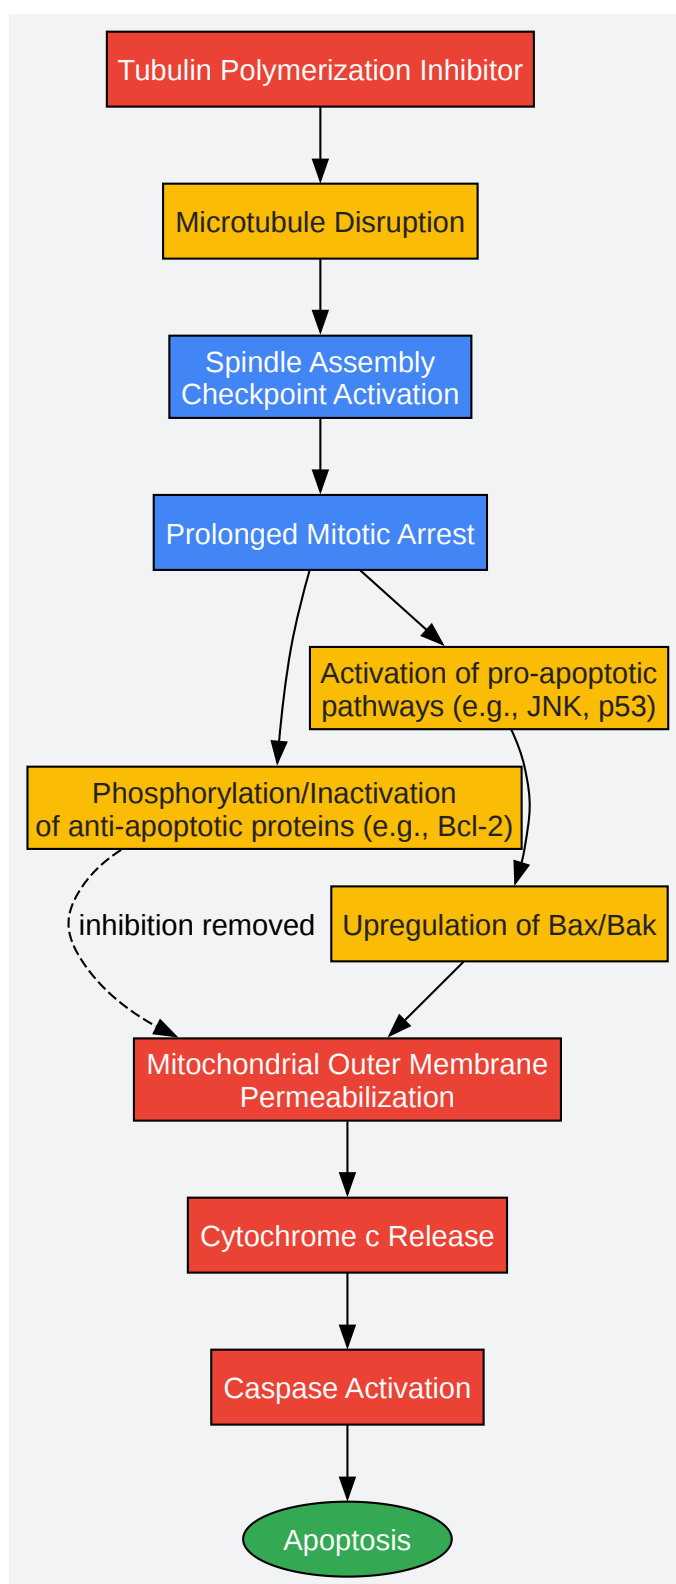 Tubulin Polymerization Inhibitor
Microtubule Disruption
Spindle Assembly
Checkpoint Activation
Prolonged Mitotic Arrest
Activation of pro-apoptotic
pathways (e.g., JNK, p53)
Phosphorylation/Inactivation
of anti-apoptotic proteins (e.g., Bcl-2)
inhibition removed
Upregulation of Bax/Bak
Mitochondrial Outer Membrane
Permeabilization
Cytochrome c Release
Caspase Activation
Apoptosis